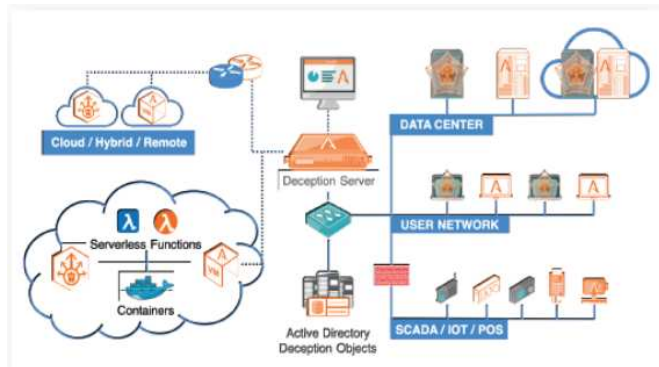 Cloud / Hybrid / Remote
Deception Server
DATA CENTER
USER NETWORK
λ λ
Serverless Functions
VM
Containers
Active Directory
Deception Objects
SCADA / IOT / POS